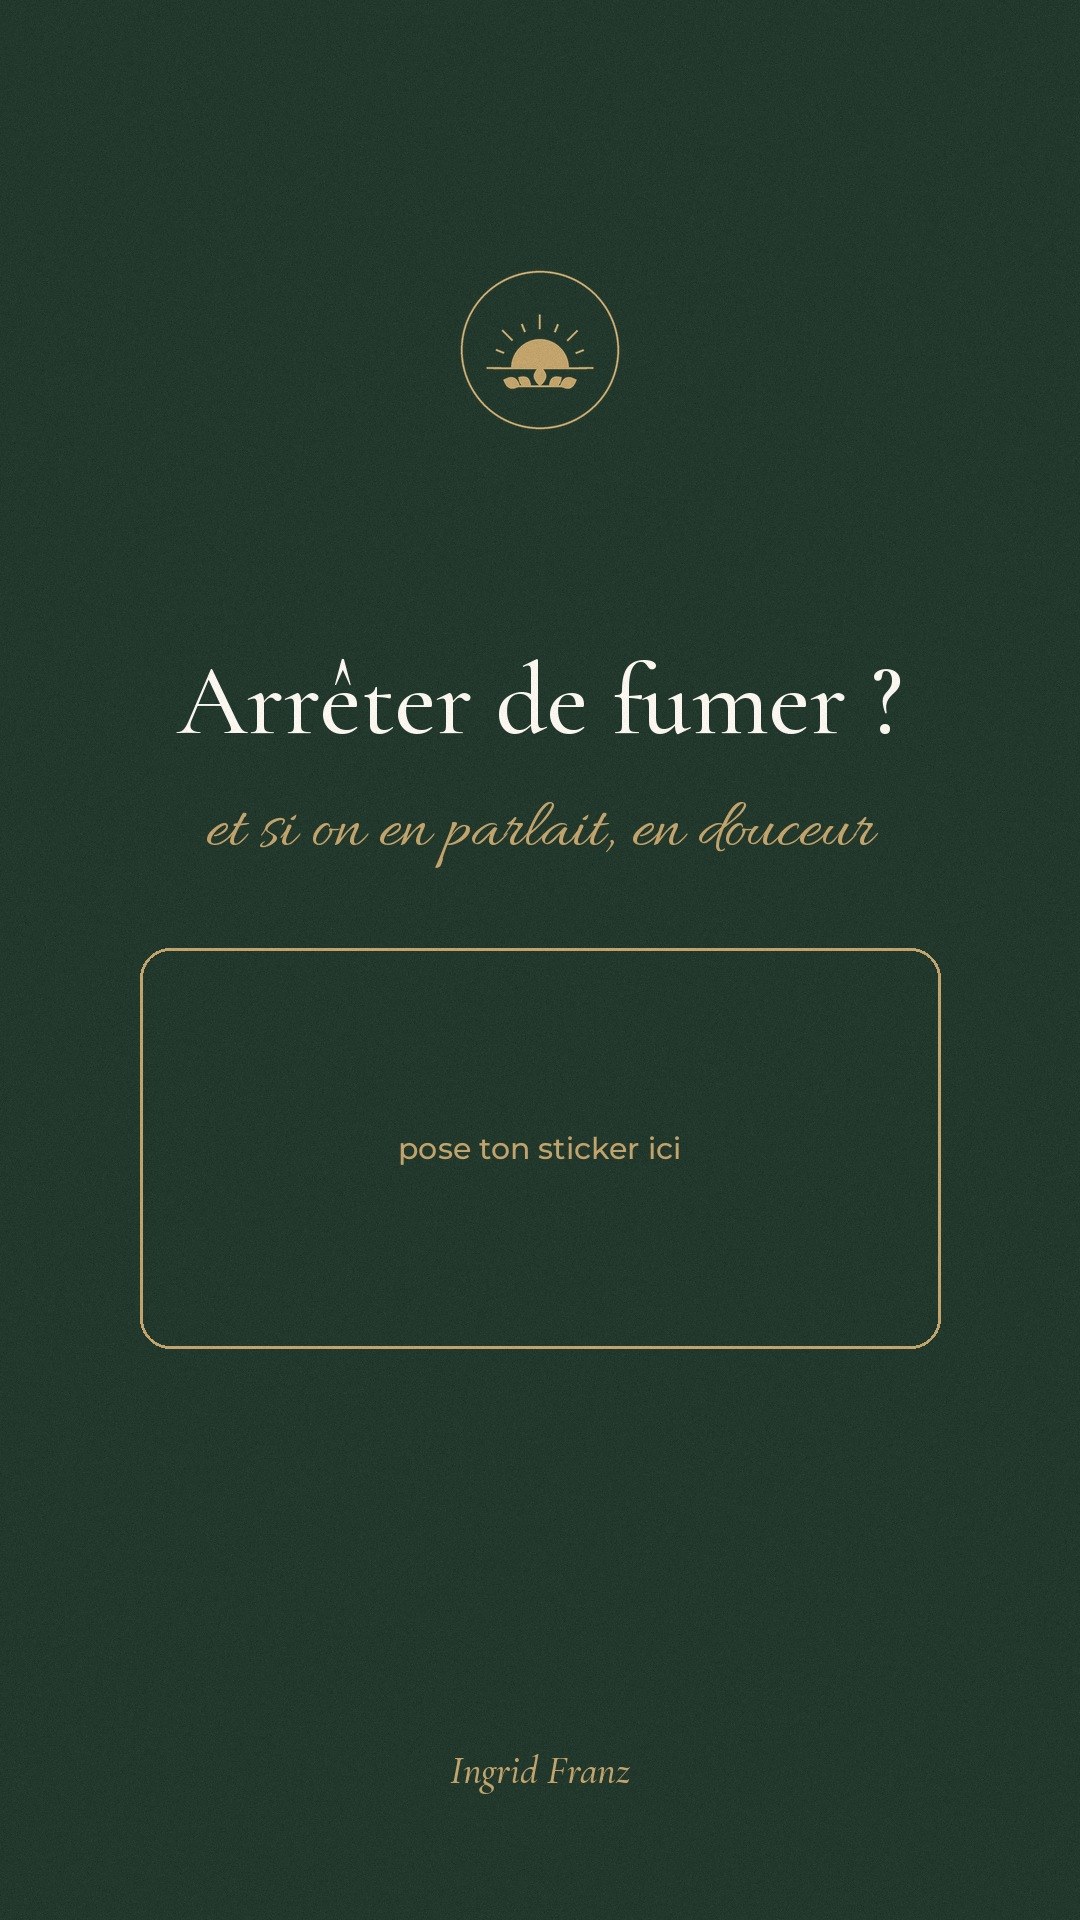 Arrêter de fumer ?
et si on en parlait, en douceur
pose ton sticker ici
Ingrid Franz